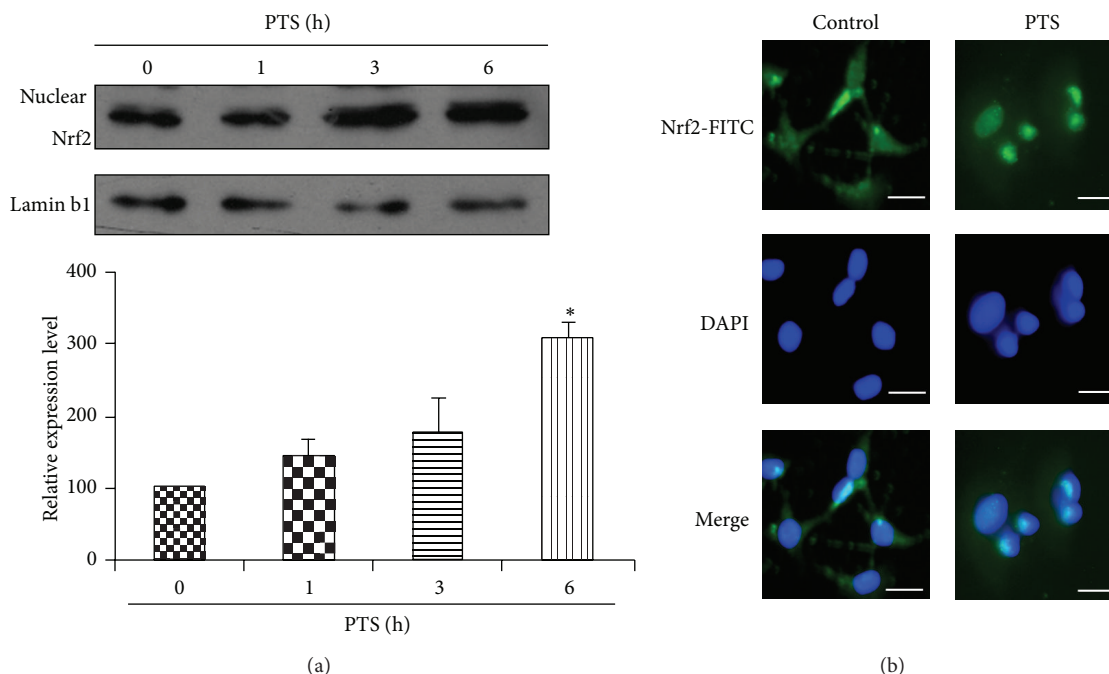 PTS (h)
0 1 3 6
Nuclear
Nrf2
Lamin b1
Relative expression level
400
300
200
100
0
*
0 1 3 6
PTS (h)
(a)
Control PTS
Nrf2-FITC
DAPI
Merge
(b)